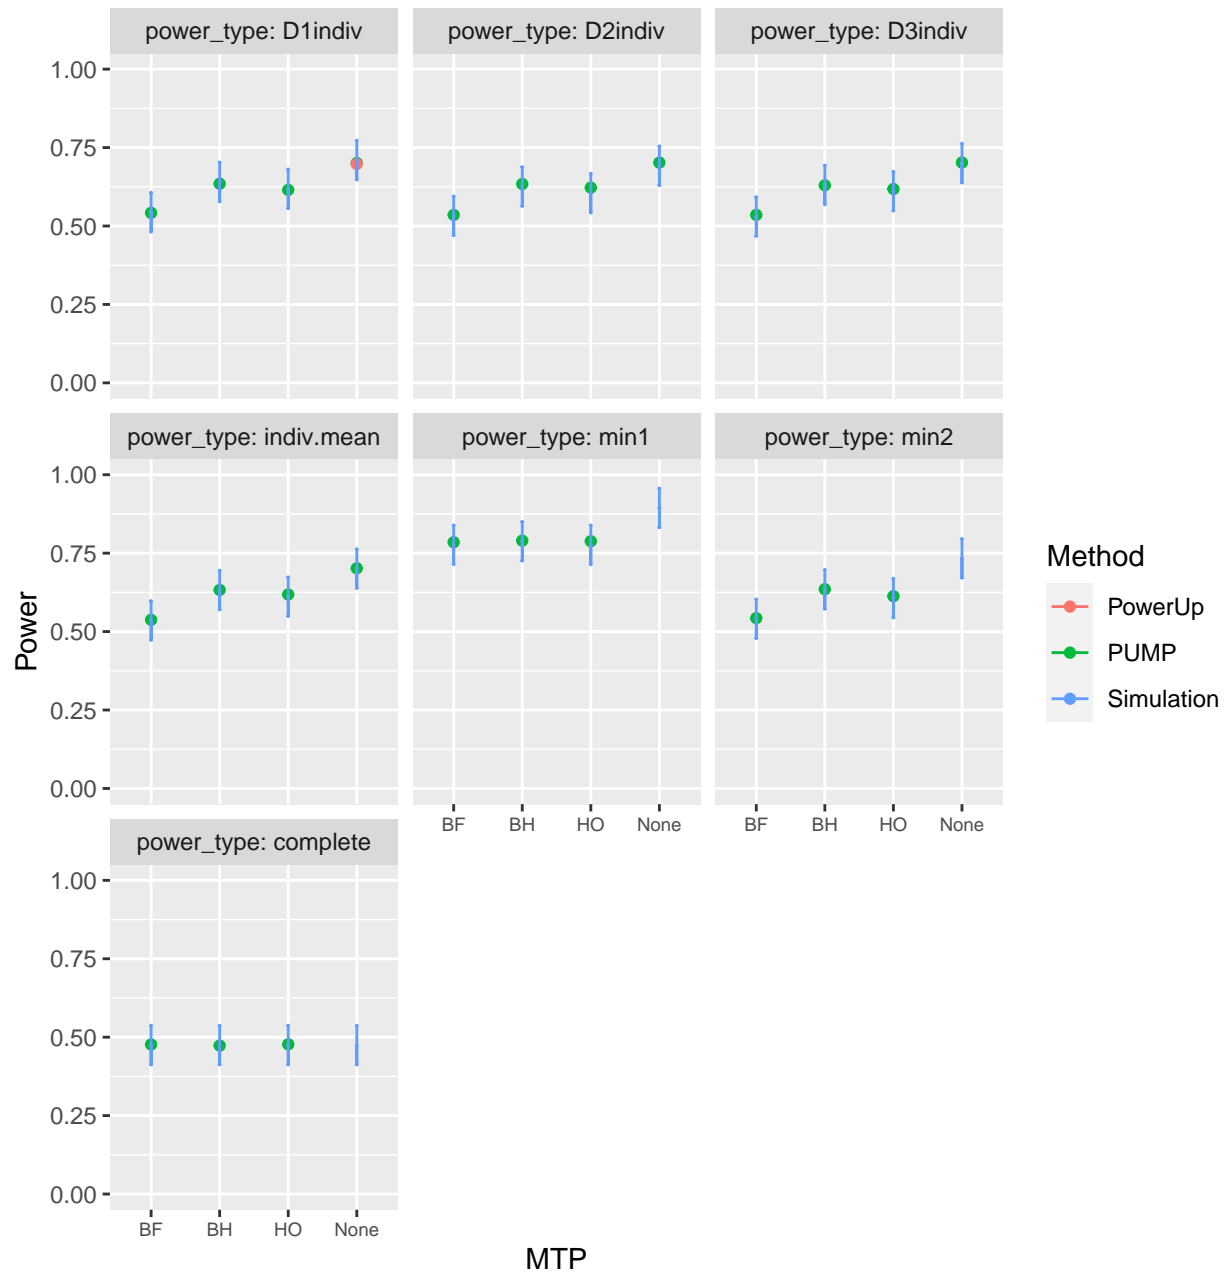 power_type: D1indiv power_type: D2indiv power_type: D3indiv
1.00
0.75
0.50
0.25
0.00
power_type: indiv.mean power_type: min1 power_type: min2
1.00
0.75
0.50
0.25
0.00
BF BH HO None BF BH HO None
power_type: complete
1.00
0.75
0.50
0.25
0.00
BF BH HO None
MTP
Power
Method
PowerUp
PUMP
Simulation